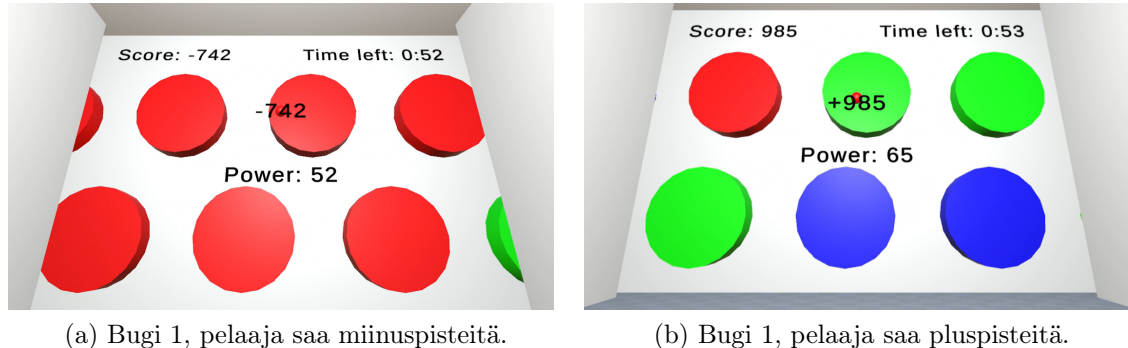 Score: -742 Time left: 0:52
-742
Power: 52
(a) Bugi 1, pelaaja saa miinuspisteitä.
Score: 985 Time left: 0:53
+985
Power: 65
(b) Bugi 1, pelaaja saa pluspisteitä.